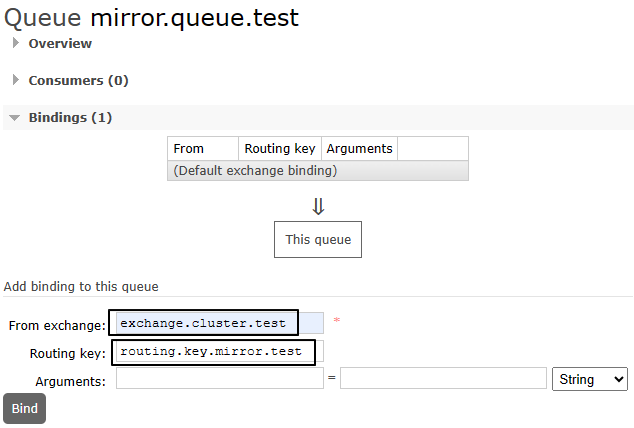 Queue mirror.queue.test
Overview
Consumers (0)
Bindings (1)
From Routing key Arguments
(Default exchange binding)
⇓
This queue
Add binding to this queue
From exchange: exchange.cluster.test *
Routing key: routing.key.mirror.test
Arguments: = String
Bind